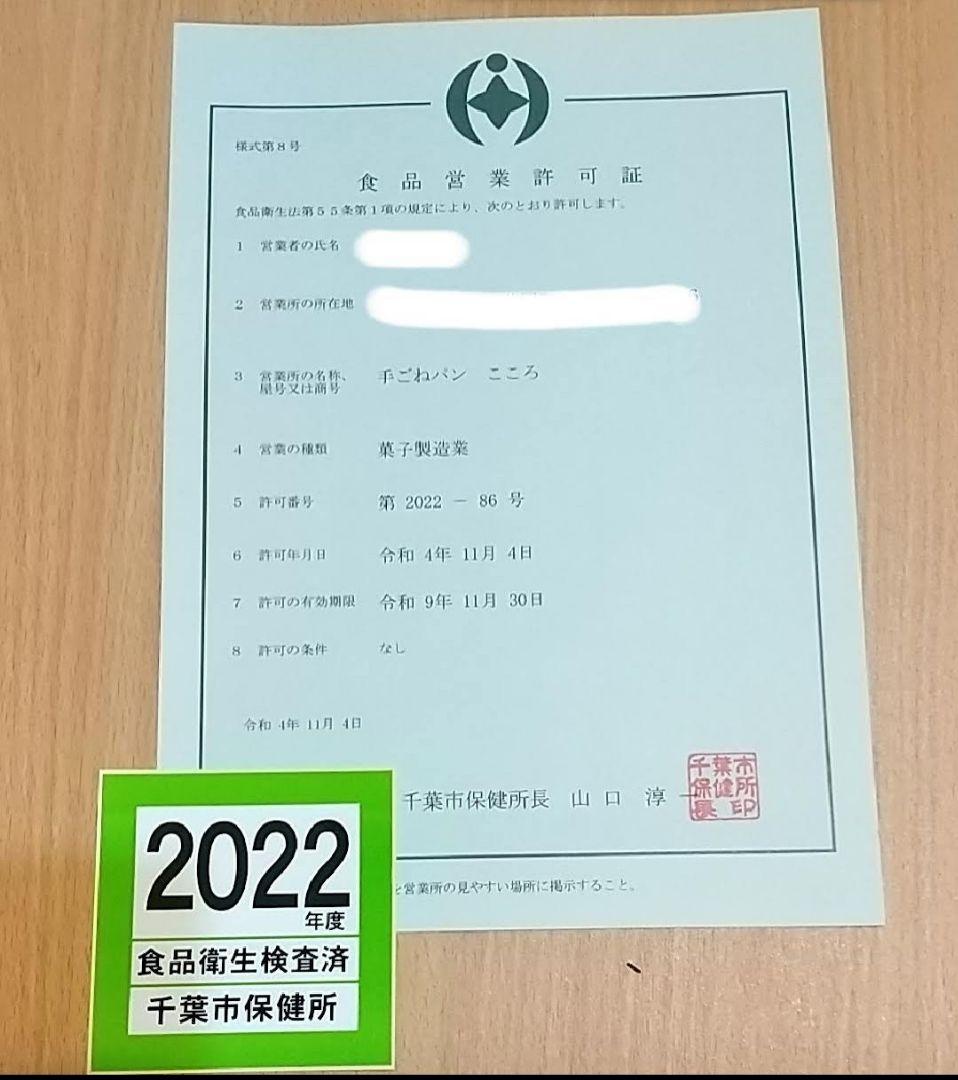 様式第8号
食品営業許可証
食品衛生法第55条第1項の規定により、次のとおり許可します。
1 営業者の氏名
2 営業所の所在地
3 営業所の名称、屋号又は商号 手ごねパン こころ
4 営業の種類 菓子製造業
5 許可番号 第 2022 － 86 号
6 許可年月日 令和 4年 11月 4日
7 許可の有効期限 令和 9年 11月 30日
8 許可の条件 なし
令和 4年 11月 4日
千葉市保健所長 山口 淳一
千葉市
保健所
長印
を営業所の見やすい場所に掲示すること。
2022
年度
食品衛生検査済
千葉市保健所